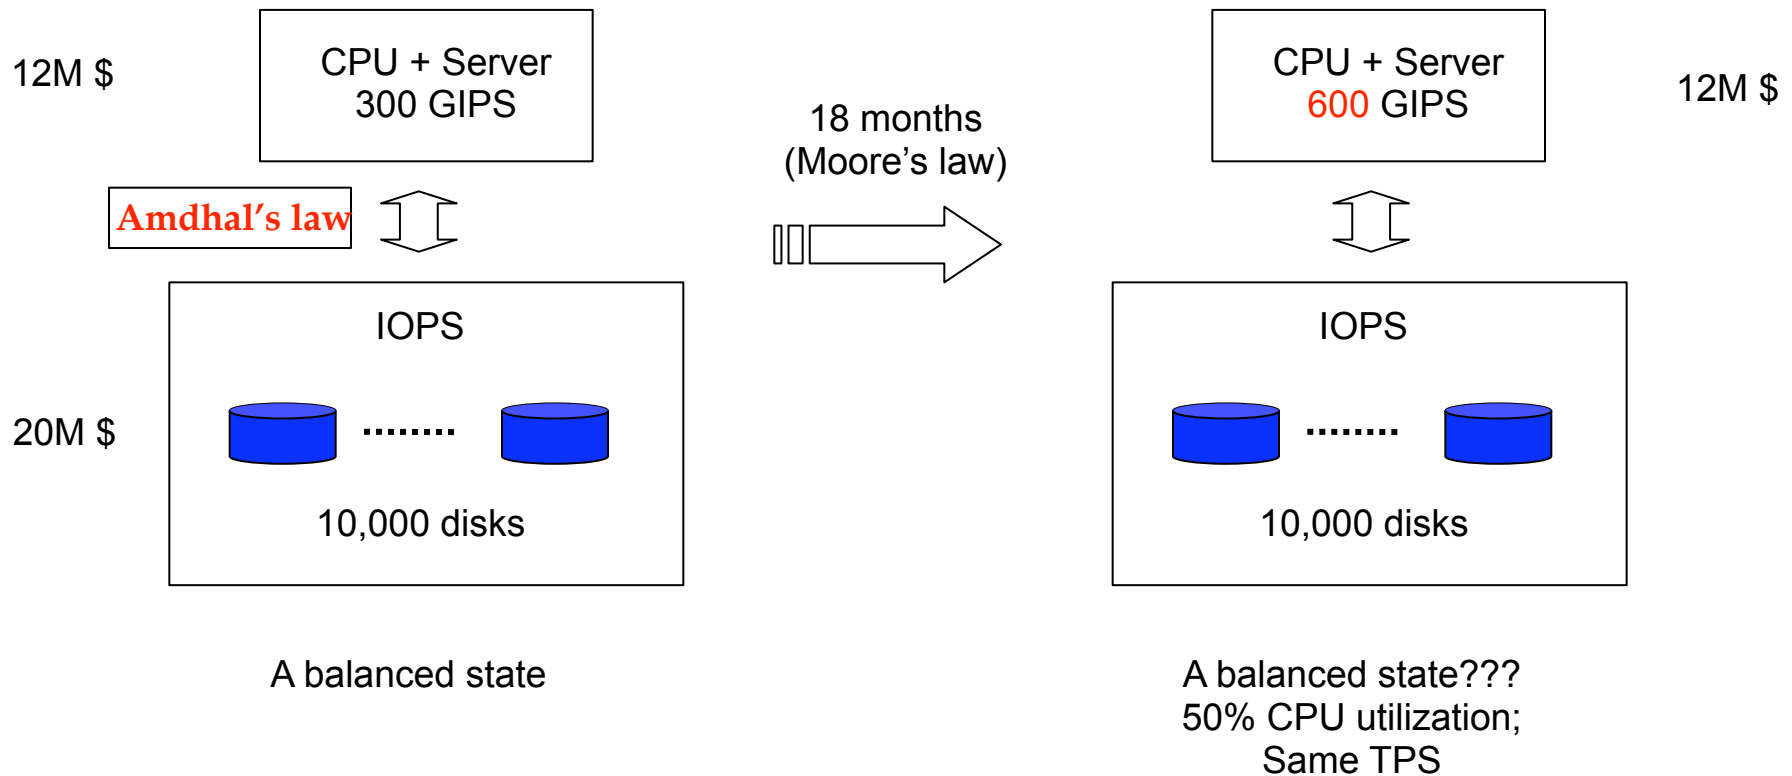 12M $
CPU + Server
300 GIPS
Amdhal's law
IOPS
20M $
........
10,000 disks
A balanced state
18 months
(Moore's law)
CPU + Server
600 GIPS
12M $
IOPS
........
10,000 disks
A balanced state???
50% CPU utilization;
Same TPS